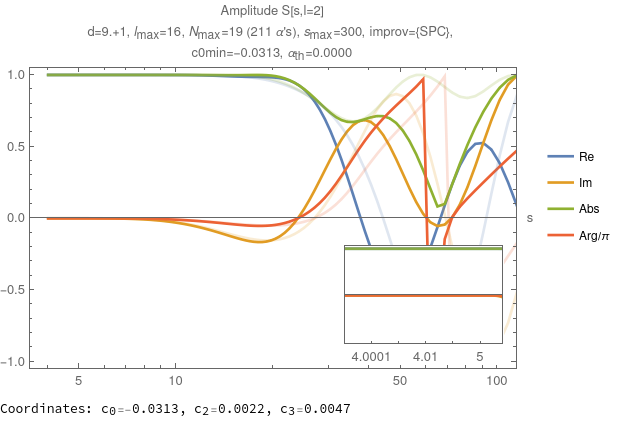 Amplitude S[s,l=2]
d=9.+1, lmax=16, Nmax=19 (211 α's), smax=300, improv={SPC},
c0min=-0.0313, αth=0.0000
1.0
0.5
0.0
-0.5
-1.0
5
10
50
100
s
Re
Im
Abs
Arg/π
4.0001
4.01
5
Coordinates: c0=-0.0313, c2=0.0022, c3=0.0047